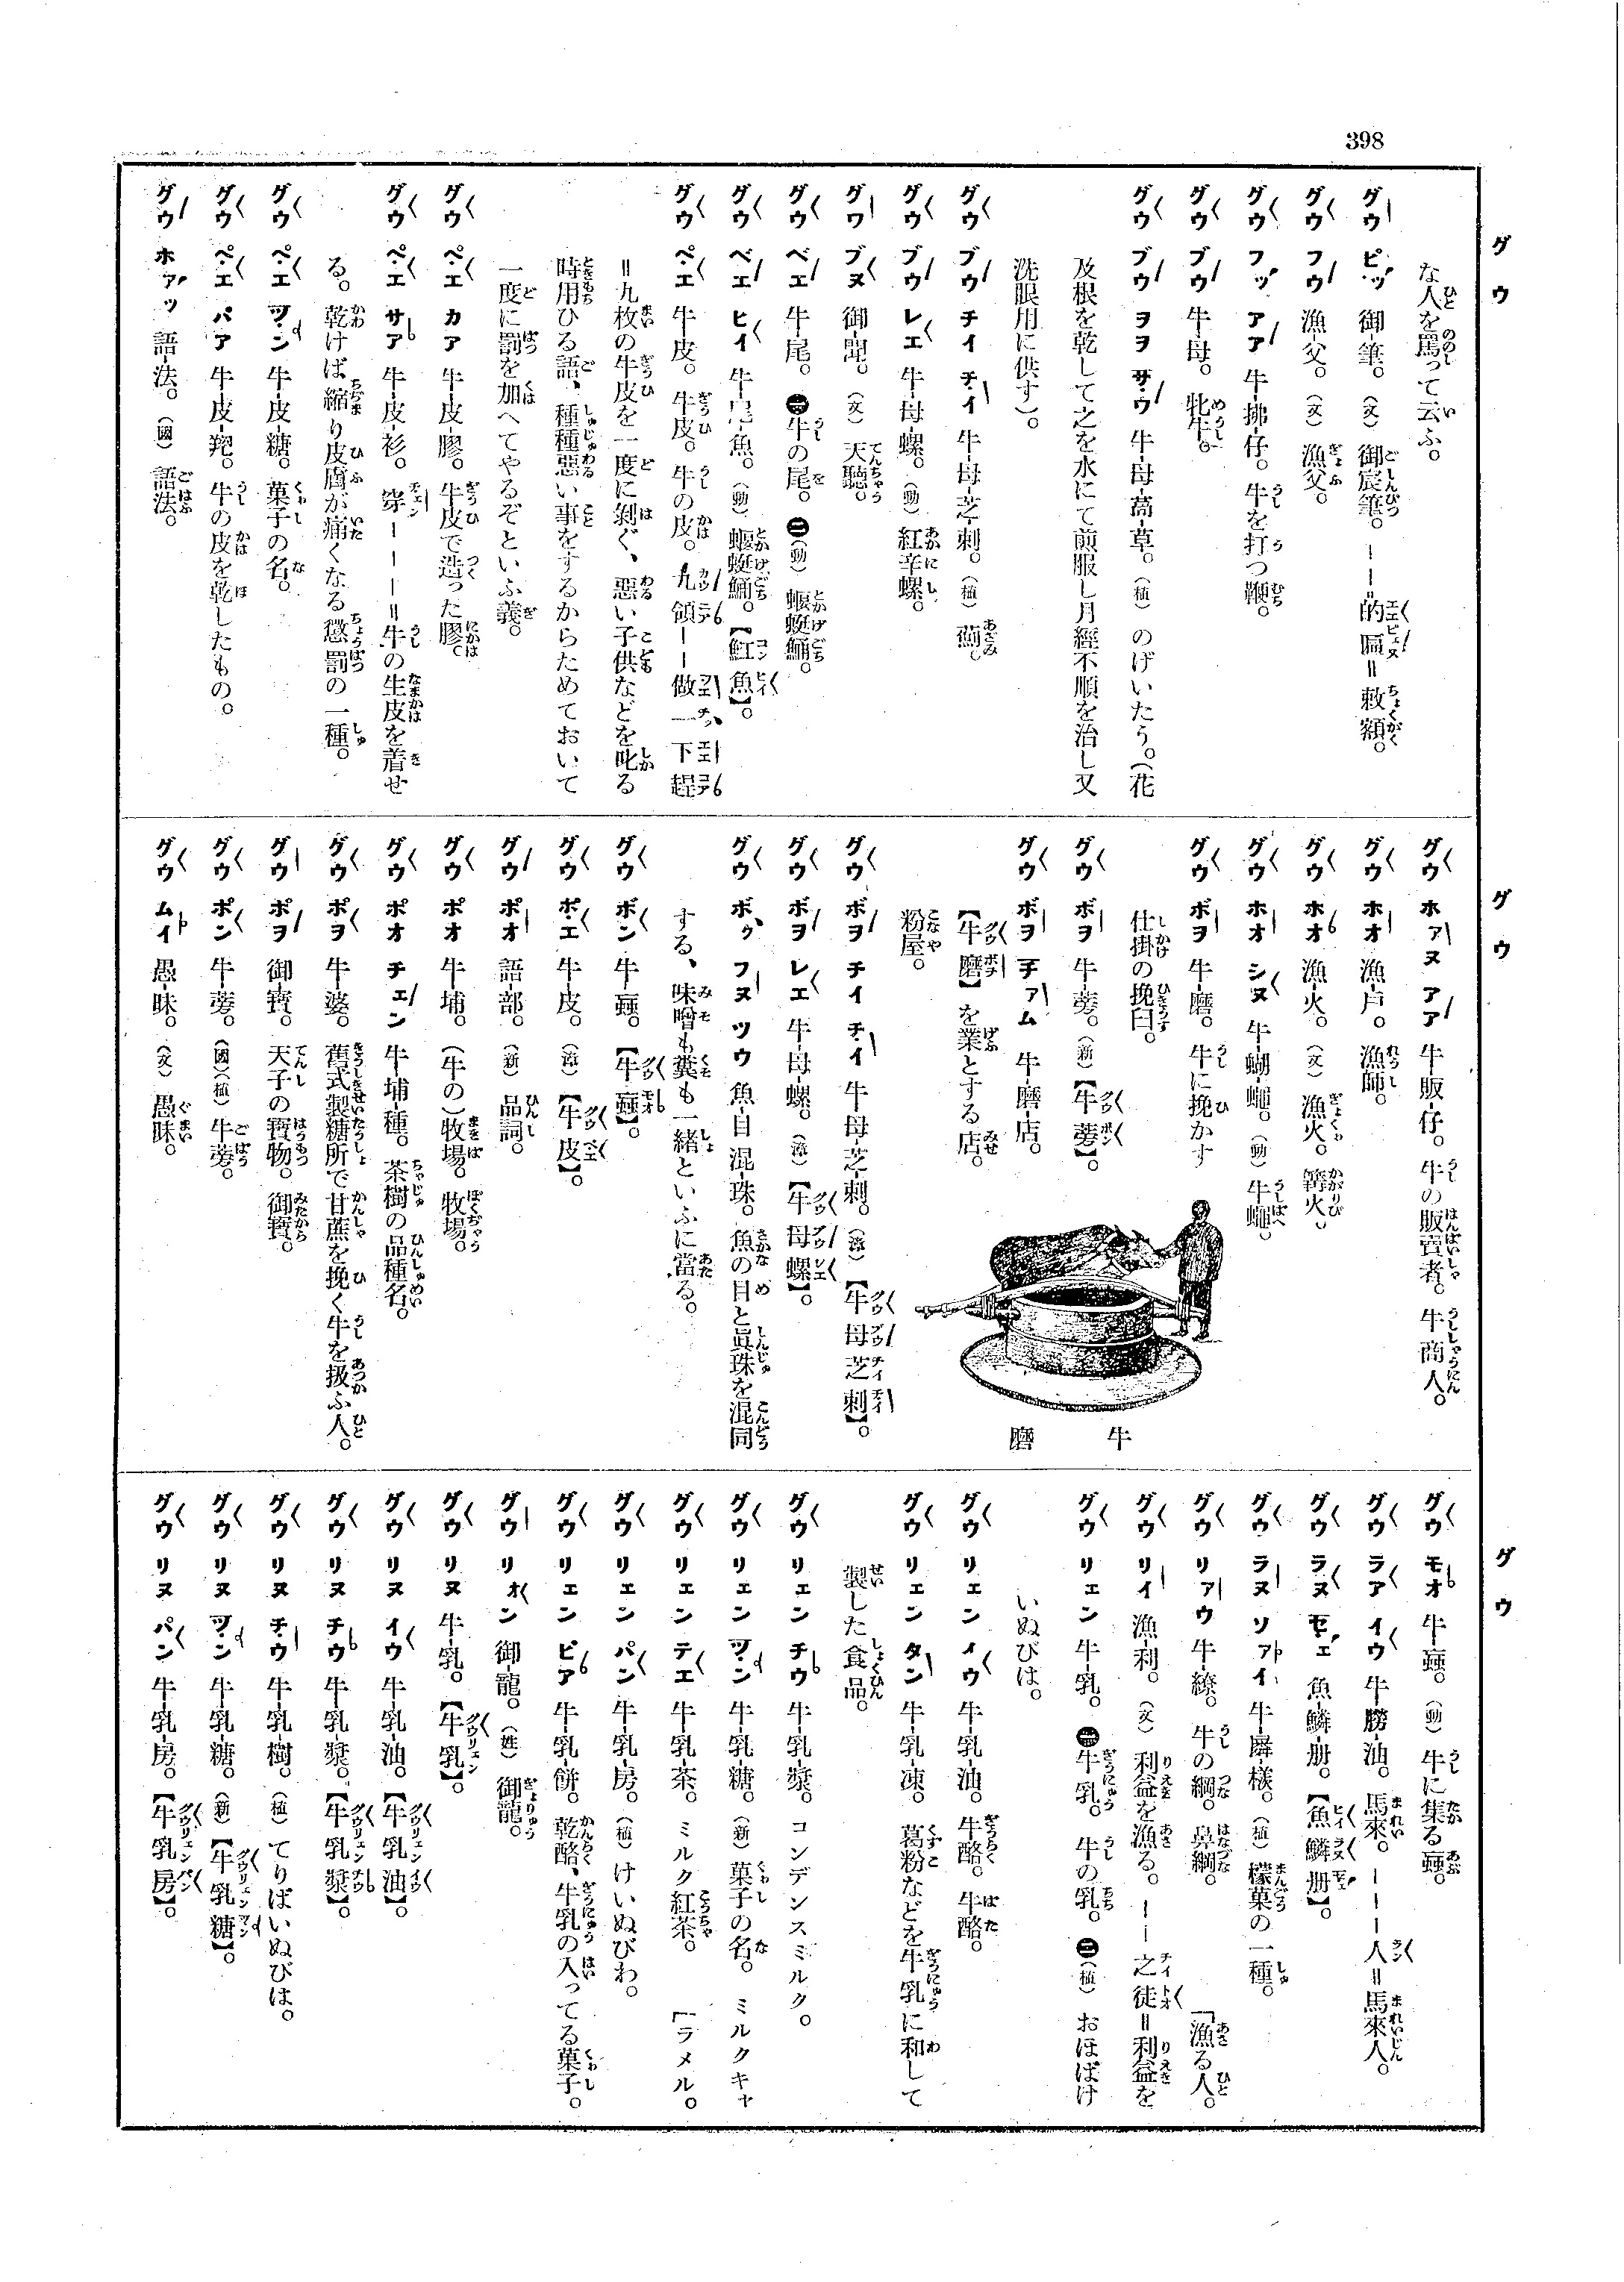 398
グウ
な人を罵って云ふ。
グウ ピッ 御-筆。(文)御宸筆。――的匾=敕額。
グウ フウ 漁-父。(文)漁父。
グウ フッ アア 牛-拂-仔。牛を打つ鞭。
グウ ブウ 牛-母。牝牛。
グウ ブウ ヲヲ サウ 牛-母-萵-草。(植)のげいたう。(花
及根を乾して之を水にて煎服し月經不順を治し又
洗眼用に供す)。
グウ ブウ チイ チイ 牛-母-芝-刺。(植)薊。
グウ ブウ レエ 牛-母-螺。(動)紅辛螺。
グワ ブヌ 御-聞。(文)天聽。
グウ ベエ 牛-尾。㊀牛の尾。㊁(動)蝘蜓鯒。
グウ ベエ ヒイ 牛-尾-魚。(動)蝘蜓鯒。【魟魚】。
グウ ペエ 牛-皮。牛皮。牛の皮。九領――做一下趕
=九枚の牛皮を一度に剝ぐ、惡い子供などを叱る
時用ひる語、種種惡い事をするからためておいて
一度に罰を加へてやるぞといふ義。
グウ ペエ カア 牛-皮-膠。牛皮で造った膠。
グウ ペエ サア 牛-皮-衫。穿―――=牛の生皮を着せ
る。乾けば縮り皮膚が痛くなる懲罰の一種。
グウ ペエ ツン 牛-皮-糖。菓子の名。
グウ ペエ パア 牛-皮-䶕。牛の皮を乾したもの。
グウ ホァッ 語-法。(國)語法。
グウ
グウ ホァヌ アア 牛-販-仔。牛の販賣者。牛商人。
グウ ホオ 漁-戶。漁師。
グウ ホオ 漁-火。(文)漁火。篝火。
グウ ホオ シヌ 牛-蝴-蠅。(動)牛蠅。
グウ ボヲ 牛-磨。牛に挽かす
仕掛の挽臼。
グウ ボヲ 牛-蒡。(新)【牛蒡】。
グウ ボヲ チァム 牛-磨-店。
【牛磨】を業とする店。
粉屋。
牛磨
グウ ボヲ チイ チイ 牛-母-芝-刺。(漳)【牛母芝刺】。
グウ ボヲ レエ 牛-母-螺。(漳)【牛母螺】。
グウ ボゥ フヌ ツウ 魚-目-混-珠。魚の目と眞珠を混同
する、味噌も糞も一緖といふに當る。
グウ ボン 牛-蝱。【牛蝱】。
グウ ポエ 牛-皮。(漳)【牛皮】。
グウ ポオ 語-部。(新)品詞。
グウ ポオ 牛-埔。(牛の)牧場。牧場。
グウ ポオ チェン 牛-埔-種。茶樹の品種名。
グウ ポヲ 牛-婆。舊式製糖所で甘蔗を挽く牛を扱ふ人。
グウ ポヲ 御-寶。天子の寶物。御寶。
グウ ポン 牛-蒡。(國)(植)牛蒡。
グウ ムイ 愚-昧。(文)愚昧。
グウ
グウ モオ 牛-蝱。(動)牛に集る蝱。
グウ ラア イウ 牛-朥-油。馬來。―――人=馬來人。
グウ ラヌ モェ 魚-鱗-册。【魚鱗册】。
グウ ラヌ ソァイ 牛-犀-檨。(植)檬菓の一種。
グウ リァウ 牛-繚。牛の綱。鼻綱。 「漁る人。
グウ リイ 漁-利。(文)利益を漁る。――之徒=利益を
グウ リェン 牛-乳。㊀牛乳。牛の乳。㊁(植)おほばけ
いぬびは。
グウ リェン イウ 牛-乳-油。牛酪。牛酪。
グウ リェン タン 牛-乳-凍。葛粉などを牛乳に和して
製した食品。
グウ リェン チウ 牛-乳-漿。コンデンスミルク。
グウ リェン ツン 牛-乳-糖。(新)菓子の名。ミルクキャ
グウ リェン テエ 牛-乳-茶。ミルク紅茶。 「ラメル。
グウ リェン パン 牛-乳-房。(植)けいぬびわ。
グウ リェン ピア 牛-乳-餅。乾酪、牛乳の入ってる菓子。
グウ リォン 御-龍。(姓)御龍。
グウ リヌ 牛-乳。【牛乳】。
グウ リヌ イウ 牛-乳-油。【牛乳油】。
グウ リヌ チウ 牛-乳-漿。【牛乳漿】。
グウ リヌ チウ 牛-乳-樹。(植)てりばいぬびは。
グウ リヌ ツン 牛-乳-糖。(新)【牛乳糖】。
グウ リヌ パン 牛-乳-房。【牛乳房】。